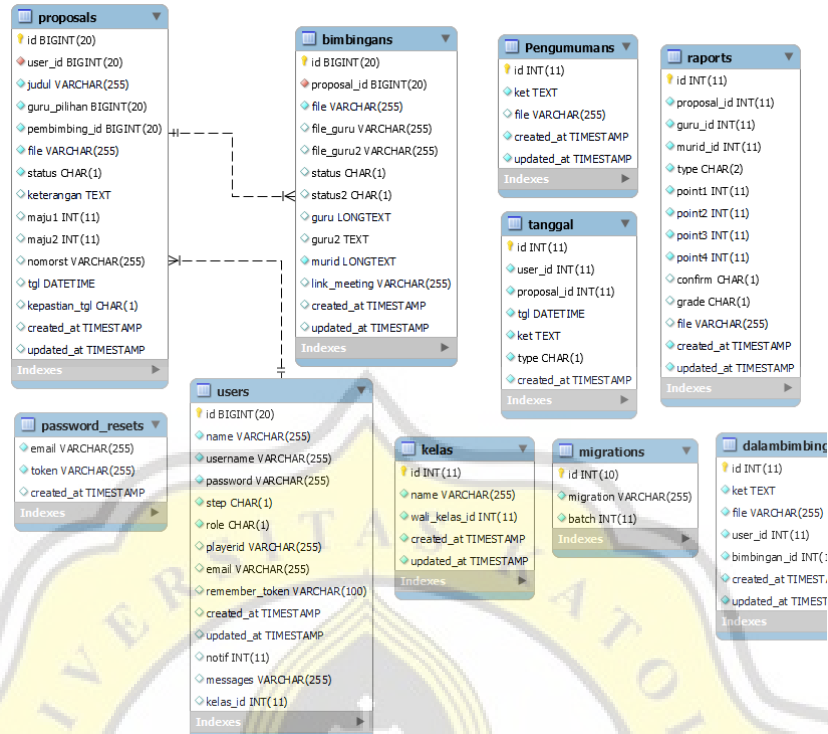 proposals
id BIGINT(20)
user_id BIGINT(20)
judul VARCHAR(255)
guru_pilihan BIGINT(20)
pembimbing_id BIGINT(20)
file VARCHAR(255)
status CHAR(1)
keterangan TEXT
maju1 INT(11)
maju2 INT(11)
nomorst VARCHAR(255)
tgl DATETIME
kepastian_tgl CHAR(1)
created_at TIMESTAMP
updated_at TIMESTAMP
Indexes
bimbingans
id BIGINT(20)
proposal_id BIGINT(20)
file VARCHAR(255)
file_guru VARCHAR(255)
file_guru2 VARCHAR(255)
status CHAR(1)
status2 CHAR(1)
guru LONGTEXT
guru2 TEXT
murid LONGTEXT
link_meeting VARCHAR(255)
created_at TIMESTAMP
updated_at TIMESTAMP
Indexes
Pengumumans
id INT(11)
ket TEXT
file VARCHAR(255)
created_at TIMESTAMP
updated_at TIMESTAMP
Indexes
raports
id INT(11)
proposal_id INT(11)
guru_id INT(11)
murid_id INT(11)
type CHAR(2)
point1 INT(11)
point2 INT(11)
point3 INT(11)
point4 INT(11)
confirm CHAR(1)
grade CHAR(1)
file VARCHAR(255)
created_at TIMESTAMP
updated_at TIMESTAMP
Indexes
tanggal
id INT(11)
user_id INT(11)
proposal_id INT(11)
tgl DATETIME
ket TEXT
type CHAR(1)
created_at TIMESTAMP
Indexes
password_resets
email VARCHAR(255)
token VARCHAR(255)
created_at TIMESTAMP
Indexes
users
id BIGINT(20)
name VARCHAR(255)
username VARCHAR(255)
password VARCHAR(255)
step CHAR(1)
role CHAR(1)
playerid VARCHAR(255)
email VARCHAR(255)
remember_token VARCHAR(100)
created_at TIMESTAMP
updated_at TIMESTAMP
notif INT(11)
messages VARCHAR(255)
kelas_id INT(11)
Indexes
kelas
id INT(11)
name VARCHAR(255)
wali_kelas_id INT(11)
created_at TIMESTAMP
updated_at TIMESTAMP
Indexes
migrations
id INT(10)
migration VARCHAR(255)
batch INT(11)
Indexes
dalambimbing
id INT(11)
ket TEXT
file VARCHAR(255)
user_id INT(11)
bimbingan_id INT(1
created_at TIMEST
updated_at TIMEST
Indexes